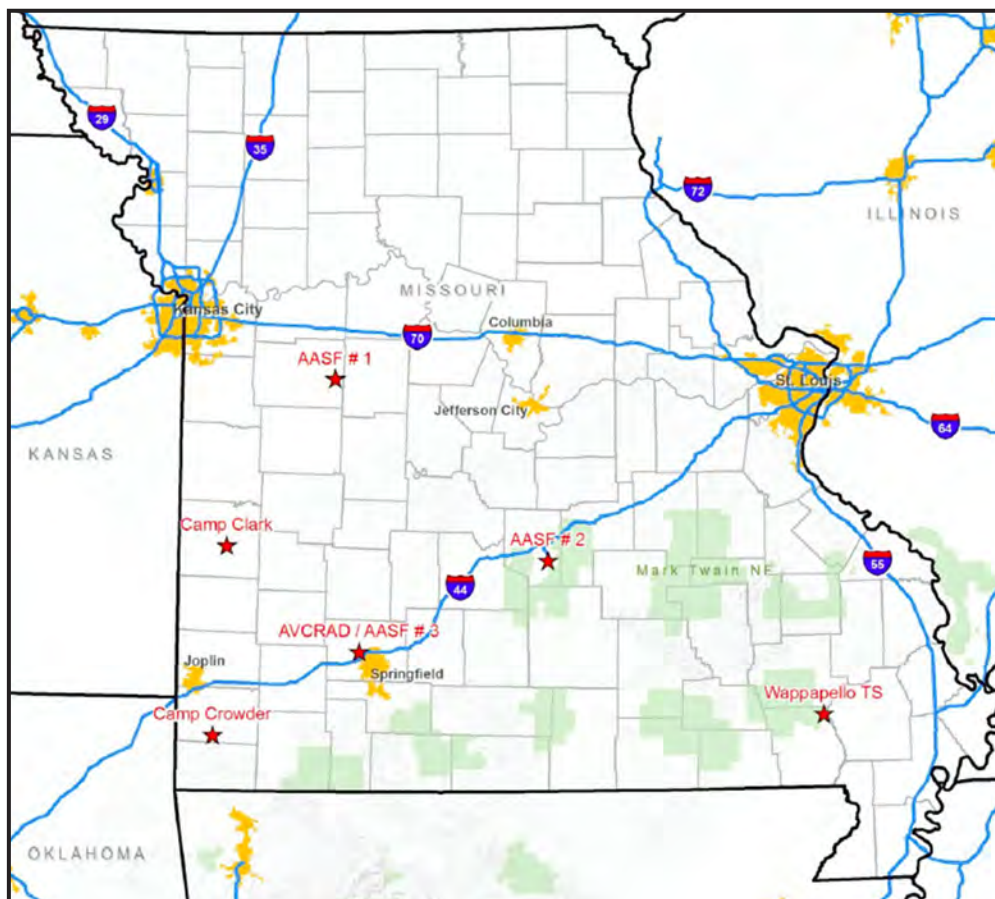 29
35
72
ILLINOIS
MISSOURI
Kansas City
Columbia
70
AASF # 1
St. Louis
Jefferson City
64
KANSAS
Camp Clark
AASF # 2
55
Mark Twain NF
44
AVCRAD / AASF # 3
Joplin
Springfield
Wappapello TS
Camp Crowder
OKLAHOMA